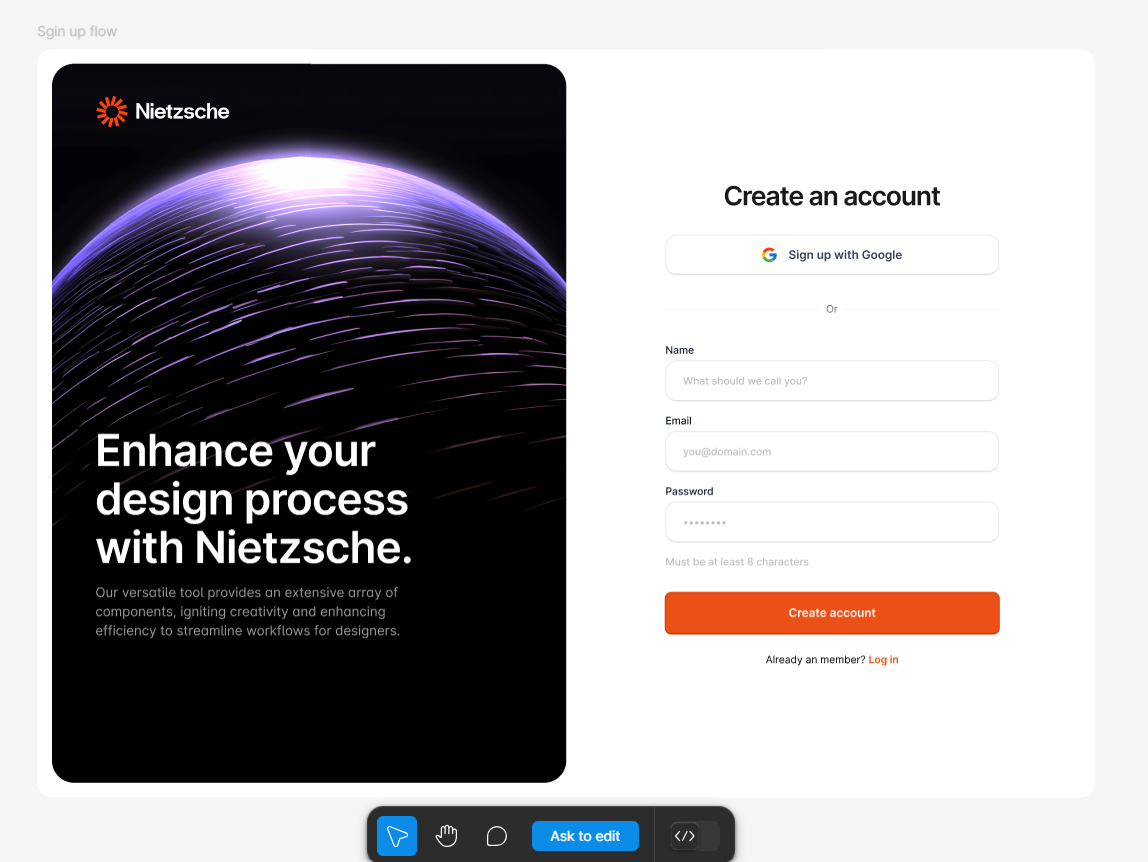 Sgin up flow
Nietzsche
Enhance your
design process
with Nietzsche.
Our versatile tool provides an extensive array of
components, igniting creativity and enhancing
efficiency to streamline workflows for designers.
Create an account
Sign up with Google
Or
Name
What should we call you?
Email
you@domain.com
Password
••••••••
Must be at least 8 characters
Create account
Already an member? Log in
Ask to edit